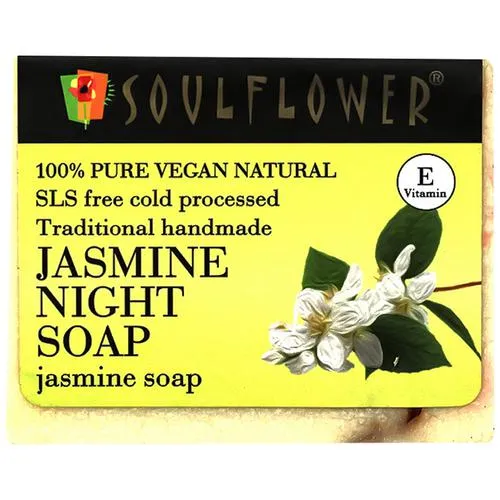 SOULFLOWER®
100% PURE VEGAN NATURAL
SLS free cold processed
Traditional handmade
E
Vitamin
JASMINE
NIGHT
SOAP
jasmine soap